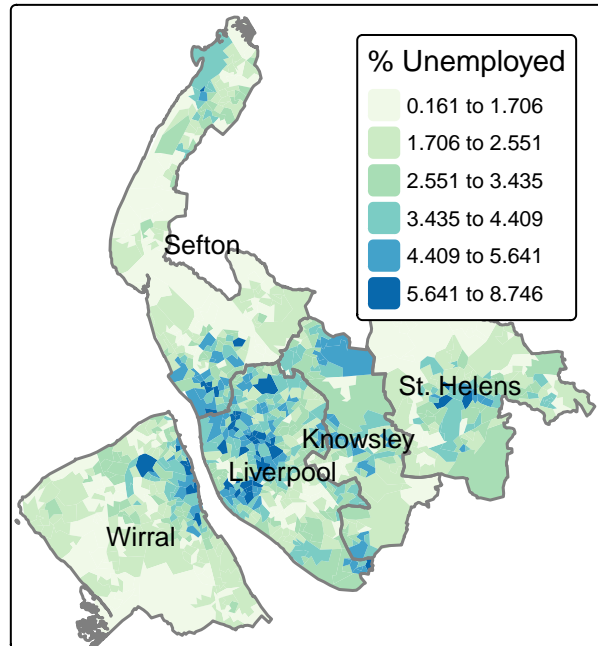 % Unemployed
0.161 to 1.706
1.706 to 2.551
2.551 to 3.435
3.435 to 4.409
4.409 to 5.641
5.641 to 8.746
Sefton
St. Helens
Knowsley
Liverpool
Wirral